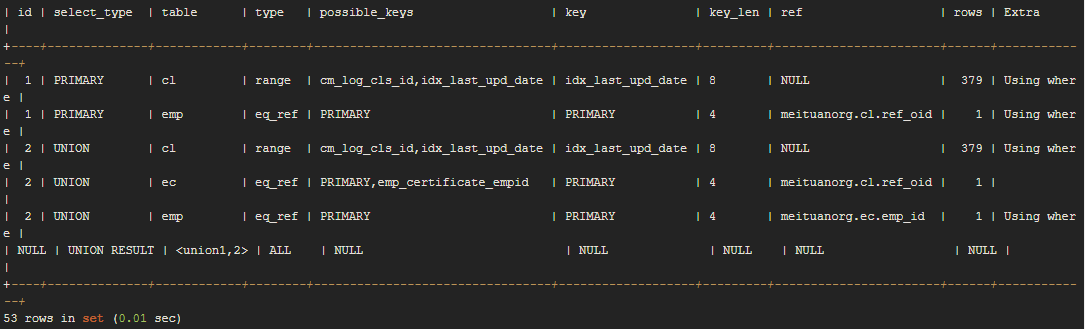 | id | select_type  | table      | type   | possible_keys                   | key               | key_len | ref                   | rows | Extra
|
+----+--------------+------------+--------+---------------------------------+-------------------+---------+-----------------------+------+-----------
--+
|  1 | PRIMARY      | cl         | range  | cm_log_cls_id,idx_last_upd_date | idx_last_upd_date | 8       | NULL                  |  379 | Using wher
e |
|  1 | PRIMARY      | emp        | eq_ref | PRIMARY                         | PRIMARY           | 4       | meituanorg.cl.ref_oid |    1 | Using wher
e |
|  2 | UNION        | cl         | range  | cm_log_cls_id,idx_last_upd_date | idx_last_upd_date | 8       | NULL                  |  379 | Using wher
e |
|  2 | UNION        | ec         | eq_ref | PRIMARY,emp_certificate_empid   | PRIMARY           | 4       | meituanorg.cl.ref_oid |    1 |
|
|  2 | UNION        | emp        | eq_ref | PRIMARY                         | PRIMARY           | 4       | meituanorg.ec.emp_id  |    1 | Using wher
e |
| NULL | UNION RESULT | <union1,2> | ALL    | NULL                            | NULL              | NULL    | NULL                  | NULL |
|
+----+--------------+------------+--------+---------------------------------+-------------------+---------+-----------------------+------+-----------
--+
53 rows in set (0.01 sec)